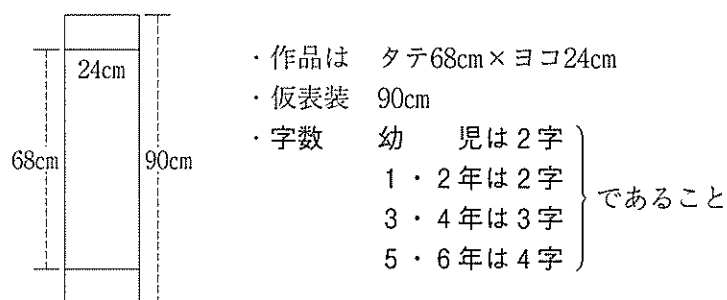 24cm
68cm
90cm
・作品は タテ68cm×ヨコ24cm
・仮表装 90cm
・字数 幼 児は2字
1・2年は2字
3・4年は3字
5・6年は4字
であること